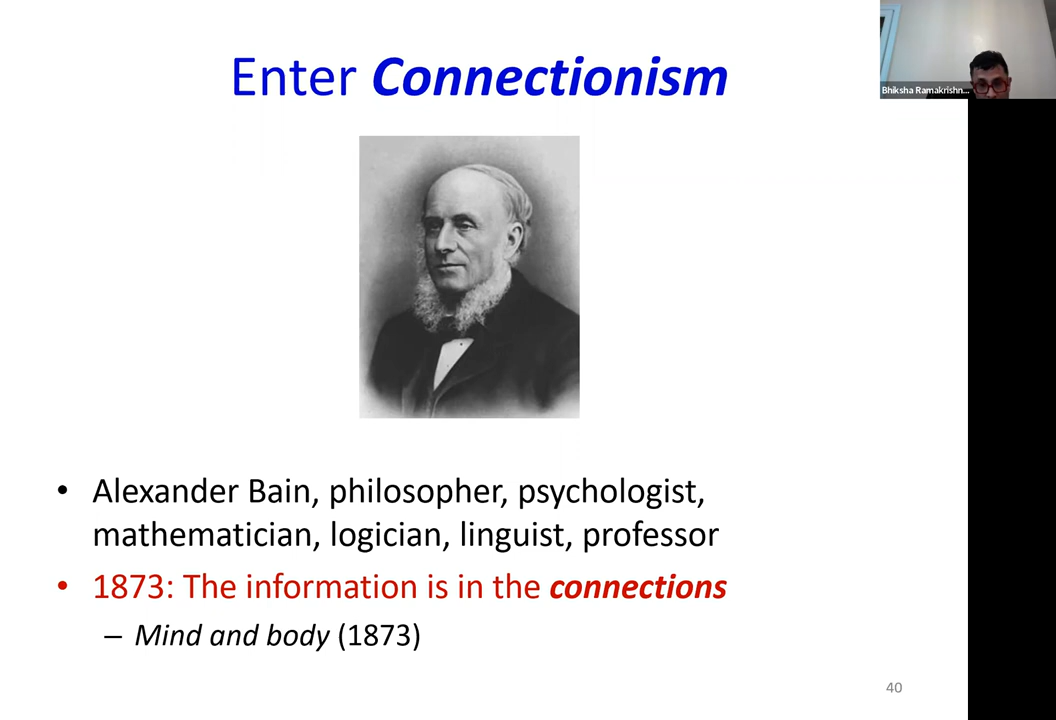 Enter Connectionism
Bhiksha Ramakrishn...
• Alexander Bain, philosopher, psychologist,
mathematician, logician, linguist, professor
• 1873: The information is in the connections
– Mind and body (1873)
40